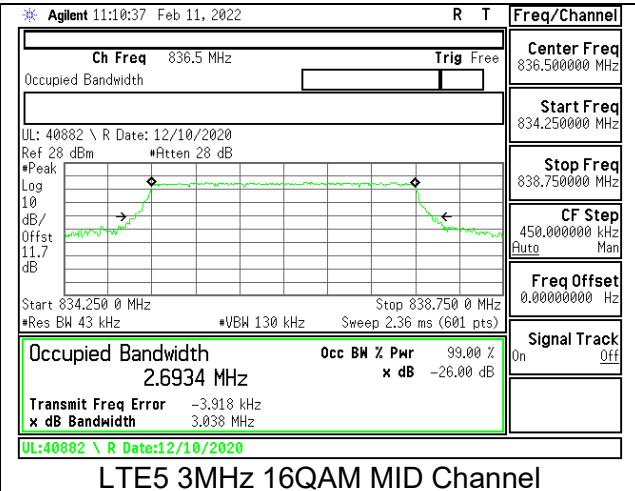 Agilent 11:10:37 Feb 11, 2022 R T
Freq/Channel
Ch Freq 836.5 MHz Trig Free
Occupied Bandwidth
Center Freq
836.500000 MHz
Start Freq
834.250000 MHz
UL: 40882 \ R Date: 12/10/2020
Ref 28 dBm #Atten 28 dB
#Peak
Log
10
dB/
Offst
11.7
dB
Stop Freq
838.750000 MHz
CF Step
450.000000 kHz
Auto Man
Freq Offset
0.00000000 Hz
Start 834.250 0 MHz Stop 838.750 0 MHz
#Res BW 43 kHz #VBW 130 kHz Sweep 2.36 ms (601 pts)
Signal Track
On Off
Occupied Bandwidth Occ BW % Pwr 99.00 %
2.6934 MHz x dB -26.00 dB
Transmit Freq Error -3.918 kHz
x dB Bandwidth 3.038 MHz
UL:40882 \ R Date:12/10/2020
LTE5 3MHz 16QAM MID Channel